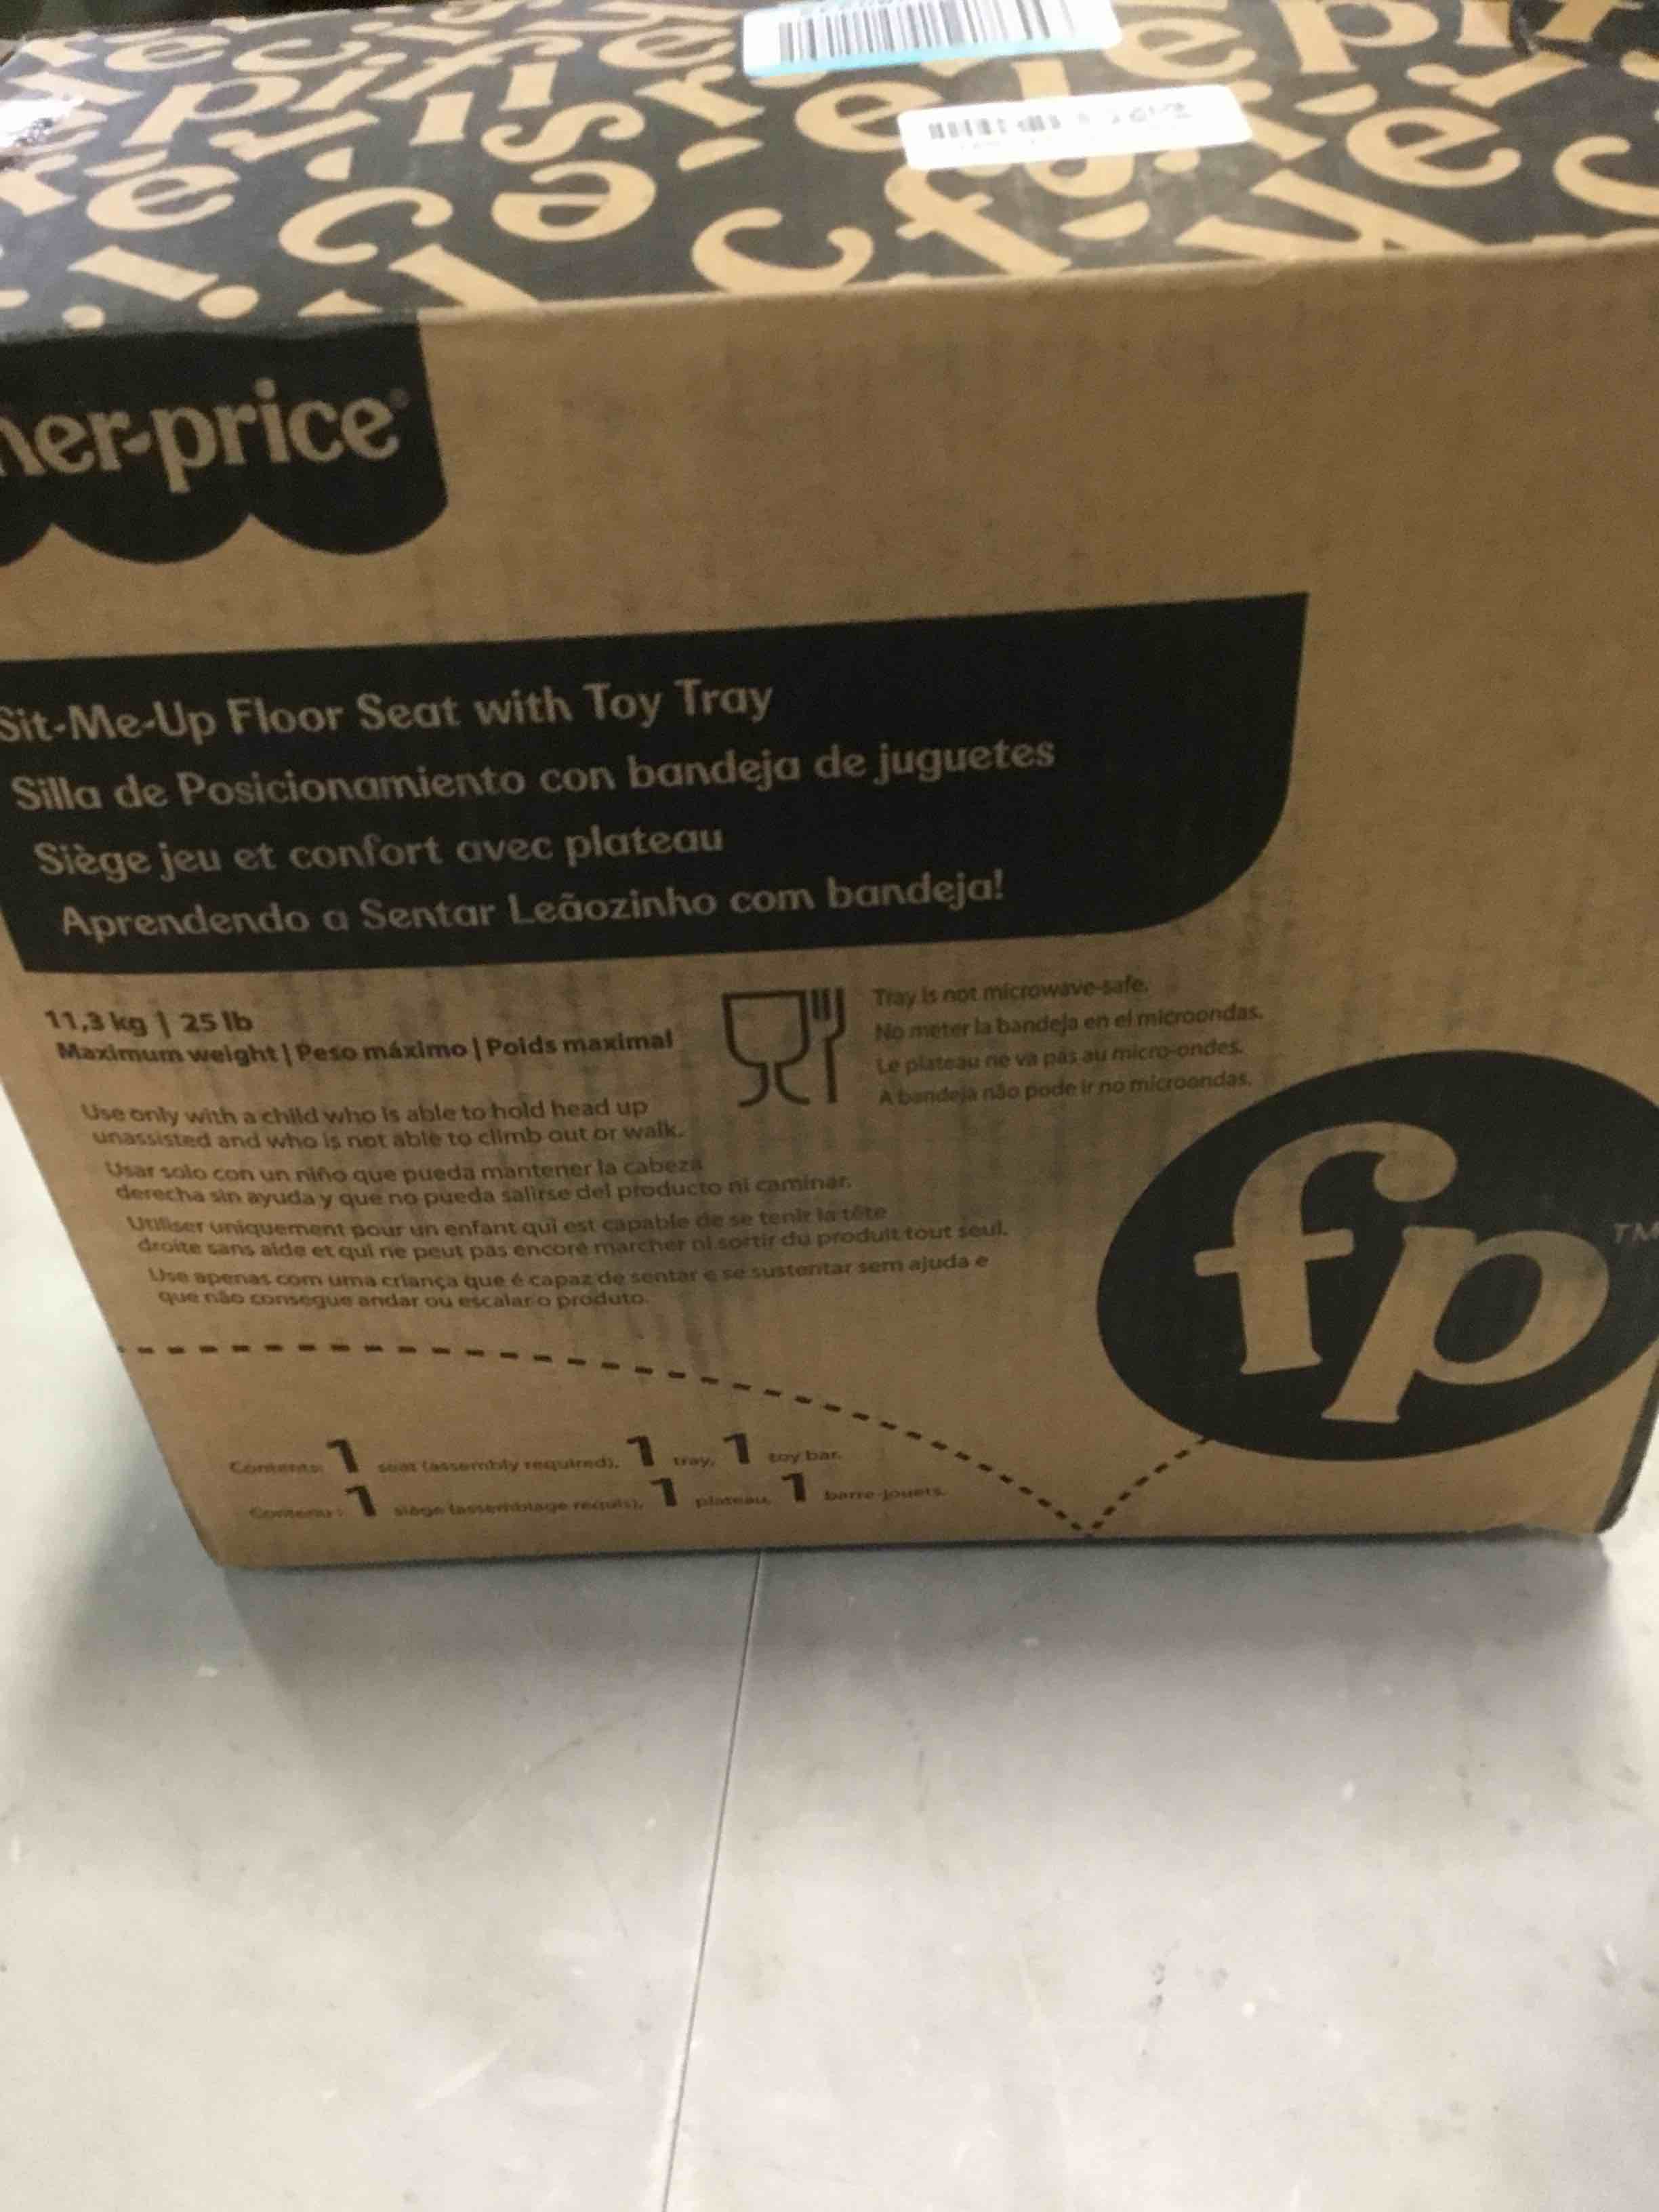 her-price®
Sit-Me-Up Floor Seat with Toy Tray
Silla de Posicionamiento con bandeja de juguetes
Siège jeu et confort avec plateau
Aprendendo a Sentar Leãozinho com bandeja!
11,3 kg | 25 lb
Maximum weight | Peso máximo | Poids maximal
Tray is not microwave-safe.
No meter la bandeja en el microondas.
Le plateau ne va pas au micro-ondes.
A bandeja não pode ir no microondas.
Use only with a child who is able to hold head up
unassisted and who is not able to climb out or walk.
Usar solo con un niño que pueda mantener la cabeza
derecha sin ayuda y que no pueda salirse del producto ni caminar.
Utiliser uniquement pour un enfant qui est capable de se tenir la tête
droite sans aide et qui ne peut pas encore marcher ni sortir du produit tout seul.
Use apenas com uma criança que é capaz de sentar e se sustentar sem ajuda e
que não consegue andar ou escalar o produto.
fp™
Contents: 1 seat (assembly required), 1 tray, 1 toy bar.
Contenu : 1 siège (assemblage requis), 1 plateau, 1 barre-jouets.